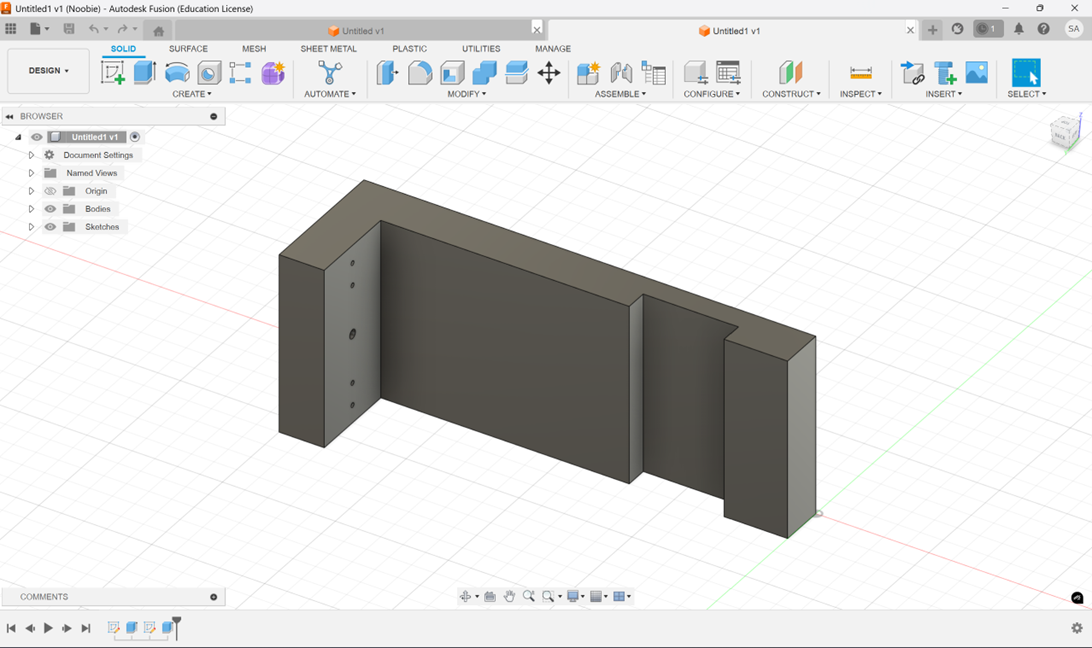 Untitled1 v1 (Noobie) - Autodesk Fusion (Education License)
Untitled v1
Untitled1 v1
1
SA
DESIGN
SOLID SURFACE MESH SHEET METAL PLASTIC UTILITIES MANAGE
CREATE AUTOMATE MODIFY ASSEMBLE CONFIGURE CONSTRUCT INSPECT INSERT SELECT
BROWSER
Untitled1 v1
Document Settings
Named Views
Origin
Bodies
Sketches
BACK
Z
COMMENTS